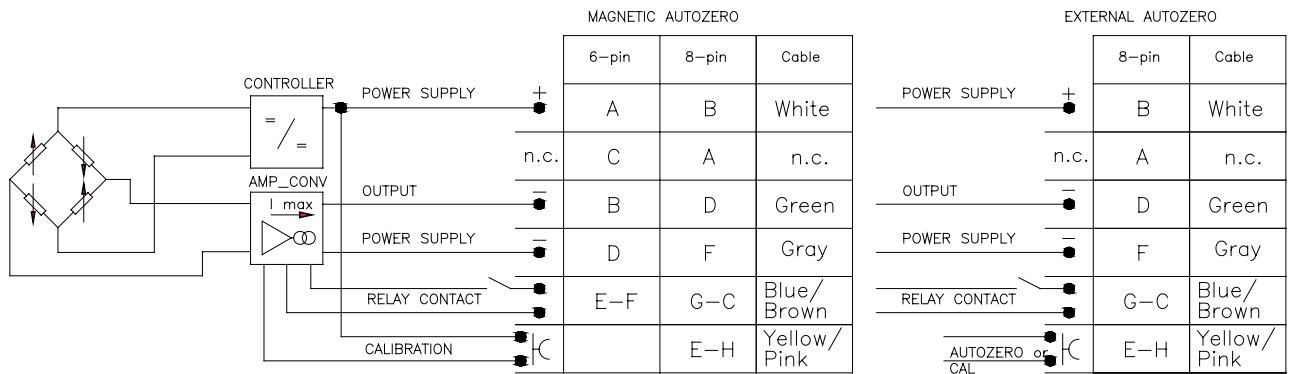 MAGNETIC AUTOZERO
EXTERNAL AUTOZERO
6-pin 8-pin Cable
8-pin Cable
CONTROLLER
= / =
POWER SUPPLY + A B White
POWER SUPPLY + B White
n.c. C A n.c.
n.c. A n.c.
AMP_CONV
I max
OUTPUT – B D Green
OUTPUT – D Green
POWER SUPPLY – D F Gray
POWER SUPPLY – F Gray
RELAY CONTACT E-F G-C Blue/
Brown
RELAY CONTACT G-C Blue/
Brown
CALIBRATION E-H Yellow/
Pink
AUTOZERO or
CAL
E-H Yellow/
Pink